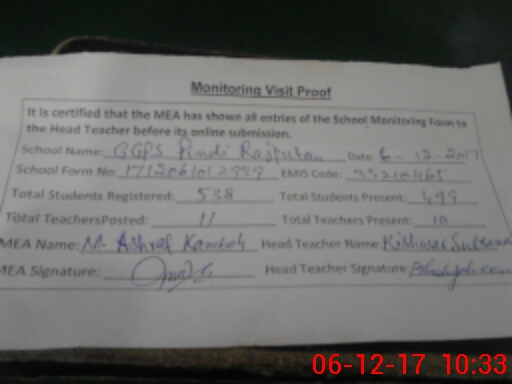 Monitoring Visit Proof
It is certified that the MEA has shown all entries of the School Monitoring Form to
the Head Teacher before its online submission.
School Name: GGPS Pindi Rajputan Date: 6-12-2017
School Form No: EMIS Code:
Total Students Registered: 538 Total Students Present: 499
Total Teachers Posted: 11 Total Teachers Present: 10
MEA Name: M. Ashraf Kamboh Head Teacher Name: Kishwar
MEA Signature: Head Teacher Signature:
06-12-17 10:33